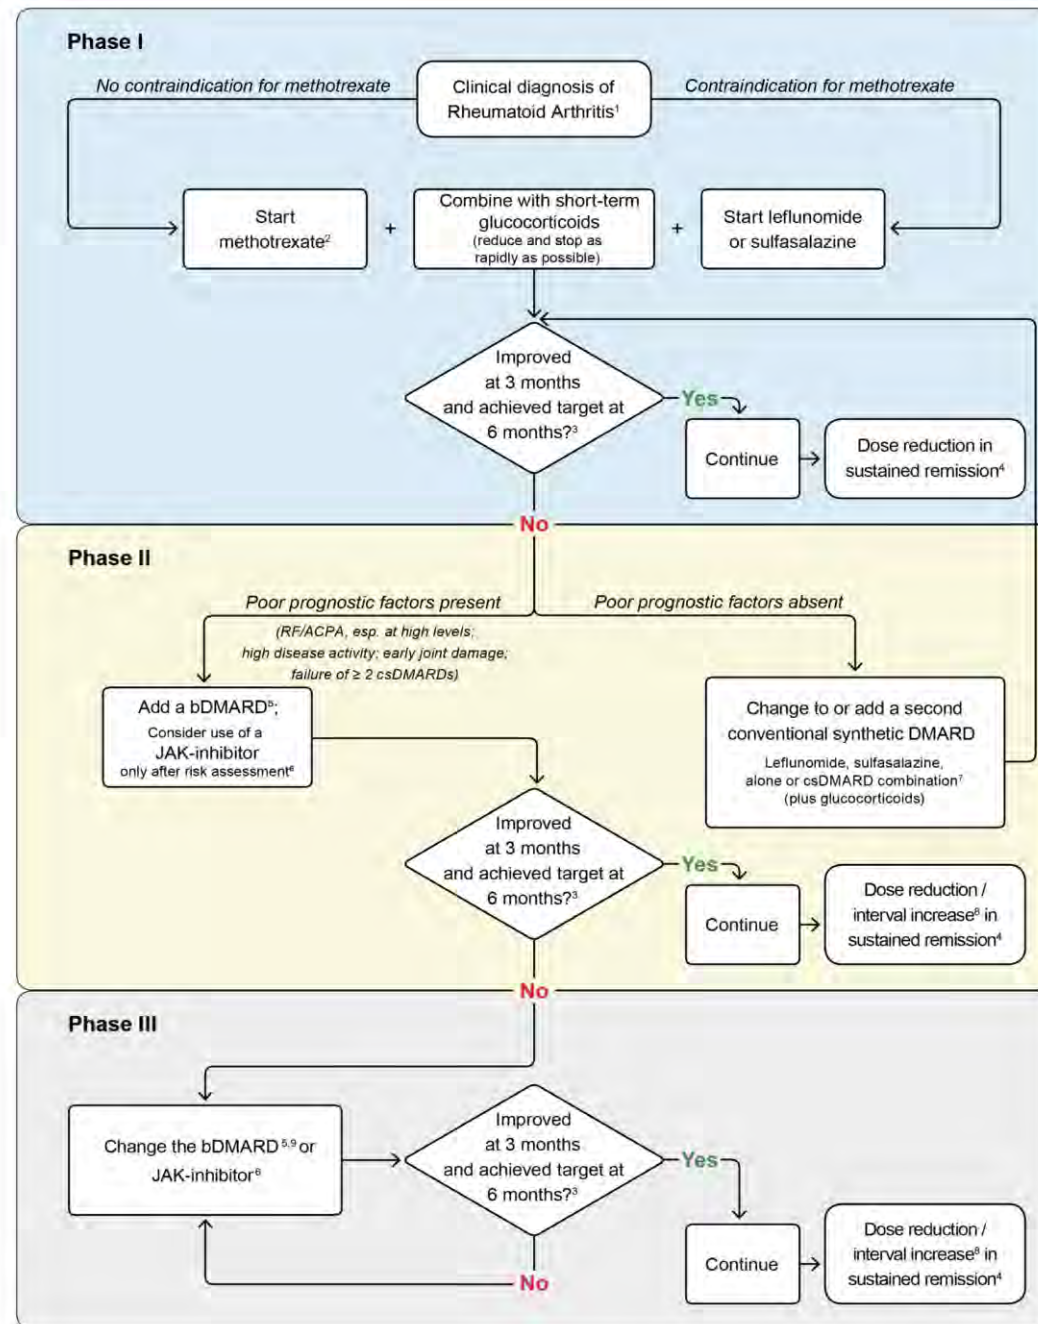 Phase I
No contraindication for methotrexate
Clinical diagnosis of
Rheumatoid Arthritis¹
Contraindication for methotrexate
Start
methotrexate²
+
Combine with short-term
glucocorticoids
(reduce and stop as
rapidly as possible)
+
Start leflunomide
or sulfasalazine
Improved
at 3 months
and achieved target at
6 months?³
Yes
Continue
Dose reduction in
sustained remission⁴
No
Phase II
Poor prognostic factors present
(RF/ACPA, esp. at high levels;
high disease activity; early joint damage;
failure of ≥ 2 csDMARDs)
Poor prognostic factors absent
Add a bDMARD⁵;
Consider use of a
JAK-inhibitor
only after risk assessment⁶
Change to or add a second
conventional synthetic DMARD
Leflunomide, sulfasalazine,
alone or csDMARD combination⁷
(plus glucocorticoids)
Improved
at 3 months
and achieved target at
6 months?³
Yes
Continue
Dose reduction /
interval increase⁸ in
sustained remission⁴
No
Phase III
Change the bDMARD ⁵,⁹ or
JAK-inhibitor⁶
Improved
at 3 months
and achieved target at
6 months?³
Yes
Continue
Dose reduction /
interval increase⁸ in
sustained remission⁴
No